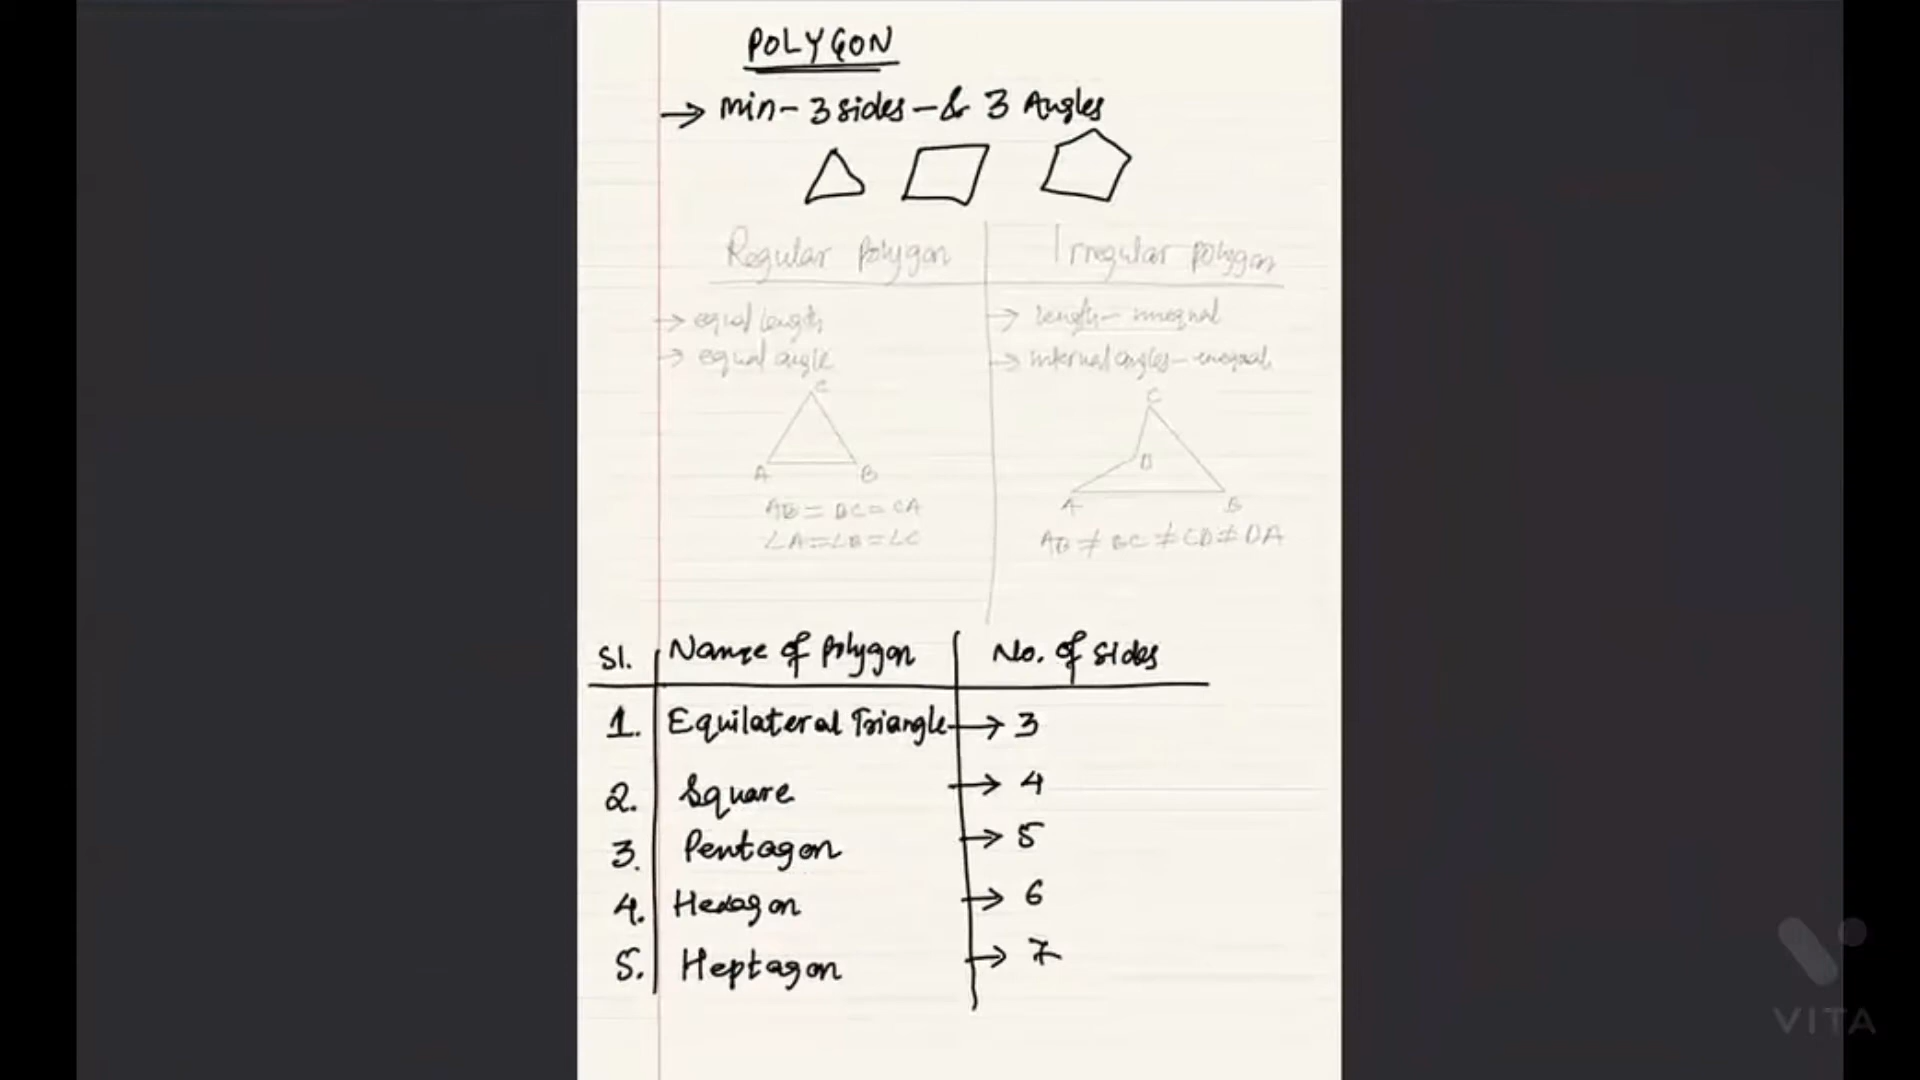 POLYGON
→ min- 3 sides - & 3 Angles
Regular polygon
Irregular polygon
→ equal length
→ equal angle
→ length - unequal
→ internal angles - unequal
C
A B
AB = BC = CA
∠A = ∠B = ∠C
C
D
A B
AB ≠ BC ≠ CD ≠ DA
Sl. Name of polygon No. of sides
1. Equilateral Triangle → 3
2. Square → 4
3. Pentagon → 5
4. Hexagon → 6
5. Heptagon → 7
VITA